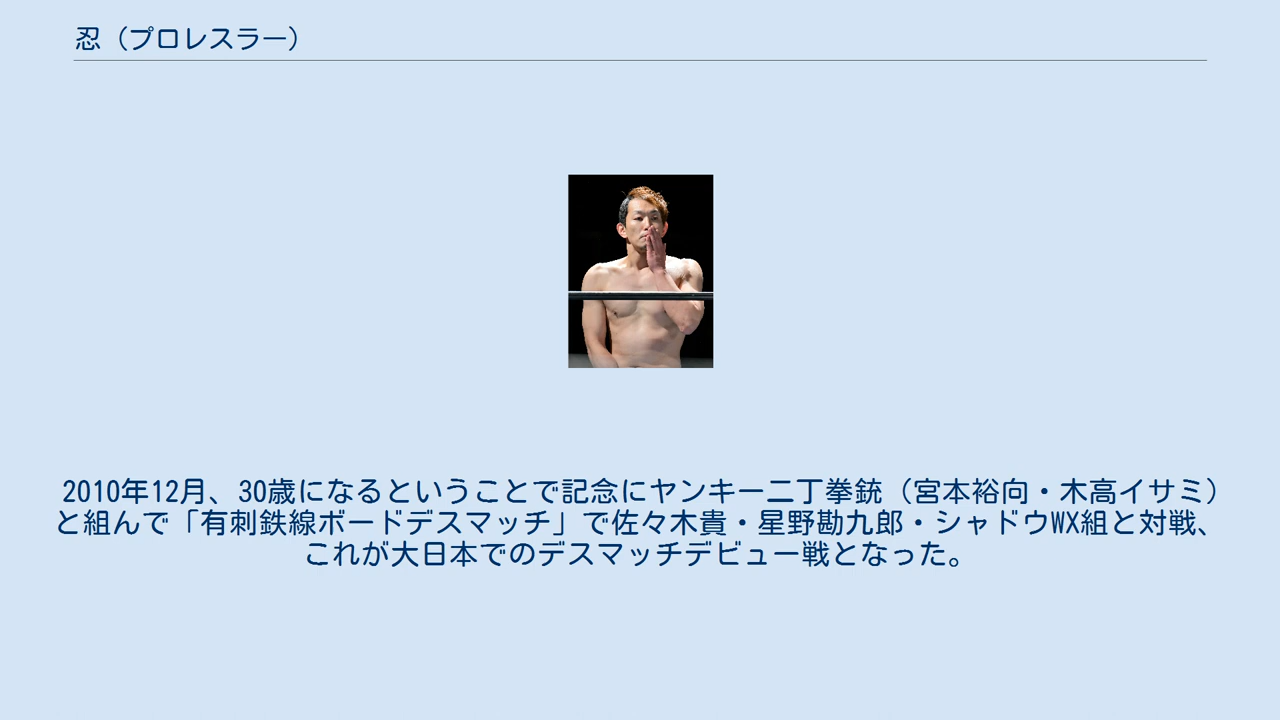 忍（プロレスラー）
2010年12月、30歳になるということで記念にヤンキー二丁拳銃（宮本裕向・木高イサミ）
と組んで「有刺鉄線ボードデスマッチ」で佐々木貴・星野勘九郎・シャドウWX組と対戦、
これが大日本でのデスマッチデビュー戦となった。